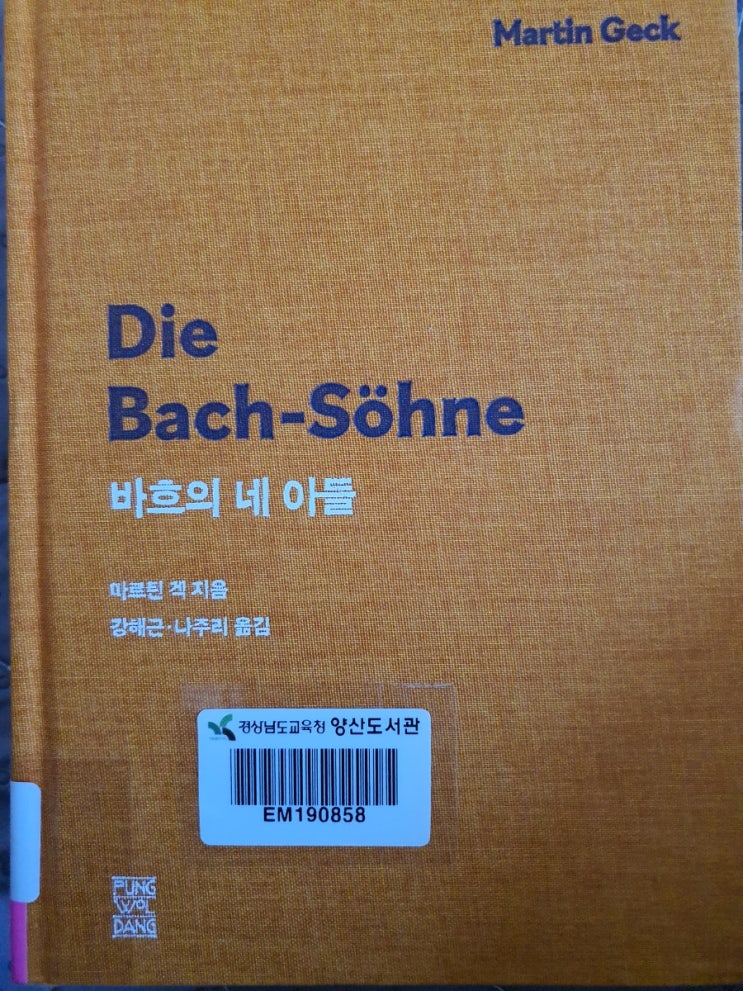 Martin Geck
Die
Bach-Söhne
바흐의 네 아들
마르틴 겍 지음
강해근·나주리 옮김
경상남도교육청 양산도서관
EM190858
PUNG
WOL
DANG